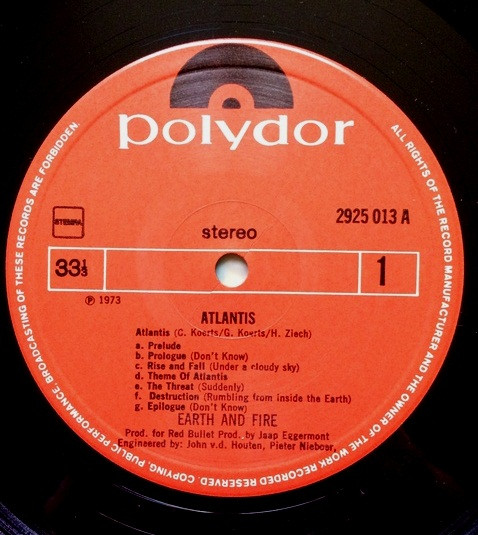 polydor
ALL RIGHTS OF THE RECORD MANUFACTURER AND THE OWNER OF THE WORK RECORDED RESERVED. COPYING, PUBLIC PERFORMANCE, BROADCASTING OF THESE RECORDS ARE FORBIDDEN.
STEMRA
2925 013 A
stereo
33⅓
1
℗ 1973
ATLANTIS
Atlantis (C. Koerts/G. Koerts/H. Ziech)
a. Prelude
b. Prologue (Don't Know)
c. Rise and Fall (Under a cloudy sky)
d. Theme Of Atlantis
e. The Threat (Suddenly)
f. Destruction (Rumbling from inside the Earth)
g. Epilogue (Don't Know)
EARTH AND FIRE
Prod. for Red Bullet Prod. by Jaap Eggermont
Engineered by: John v.d. Houten, Pieter Nieboer.